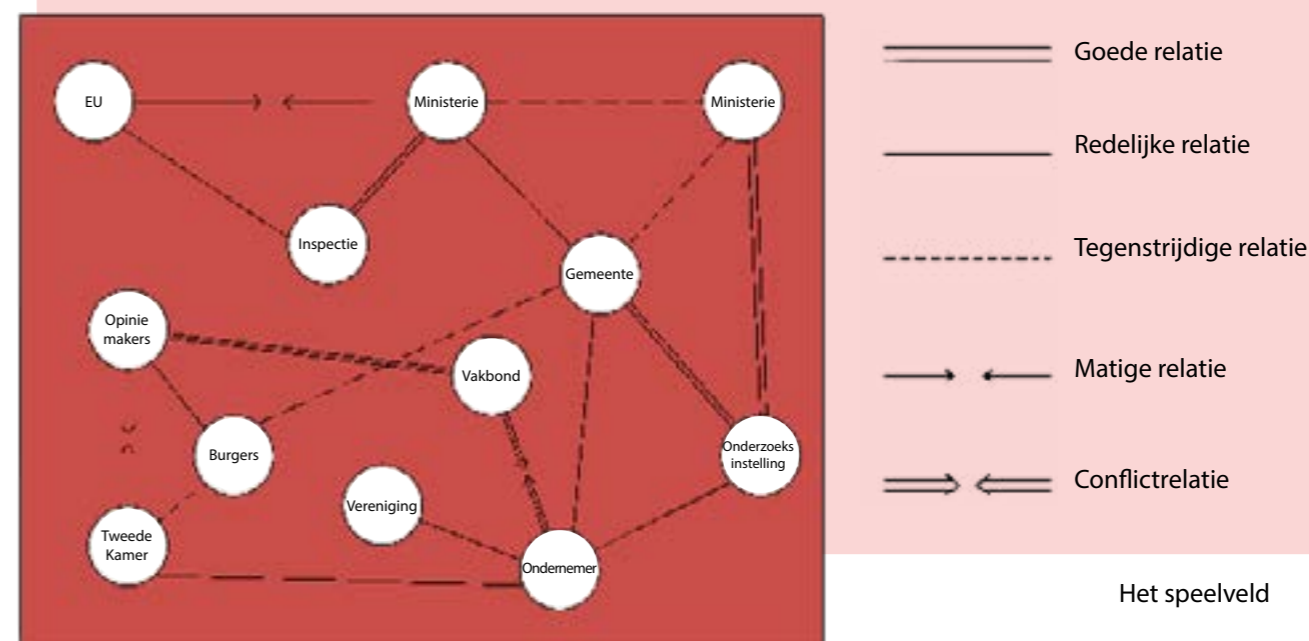 EU
Ministerie
Ministerie
Inspectie
Gemeente
Opinie
makers
Vakbond
Burgers
Onderzoeks
instelling
Vereniging
Tweede
Kamer
Ondernemer
Goede relatie
Redelijke relatie
Tegenstrijdige relatie
Matige relatie
Conflictrelatie
Het speelveld